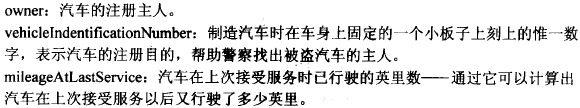 owner：汽车的注册主人。
vehicleIndentificationNumber：制造汽车时在车身上固定的一个小板子上刻上的惟一数
字，表示汽车的注册目的，帮助警察找出被盗汽车的主人。
mileageAtLastService：汽车在上次接受服务时已行驶的英里数——通过它可以计算出
汽车在上次接受服务以后又行驶了多少英里。